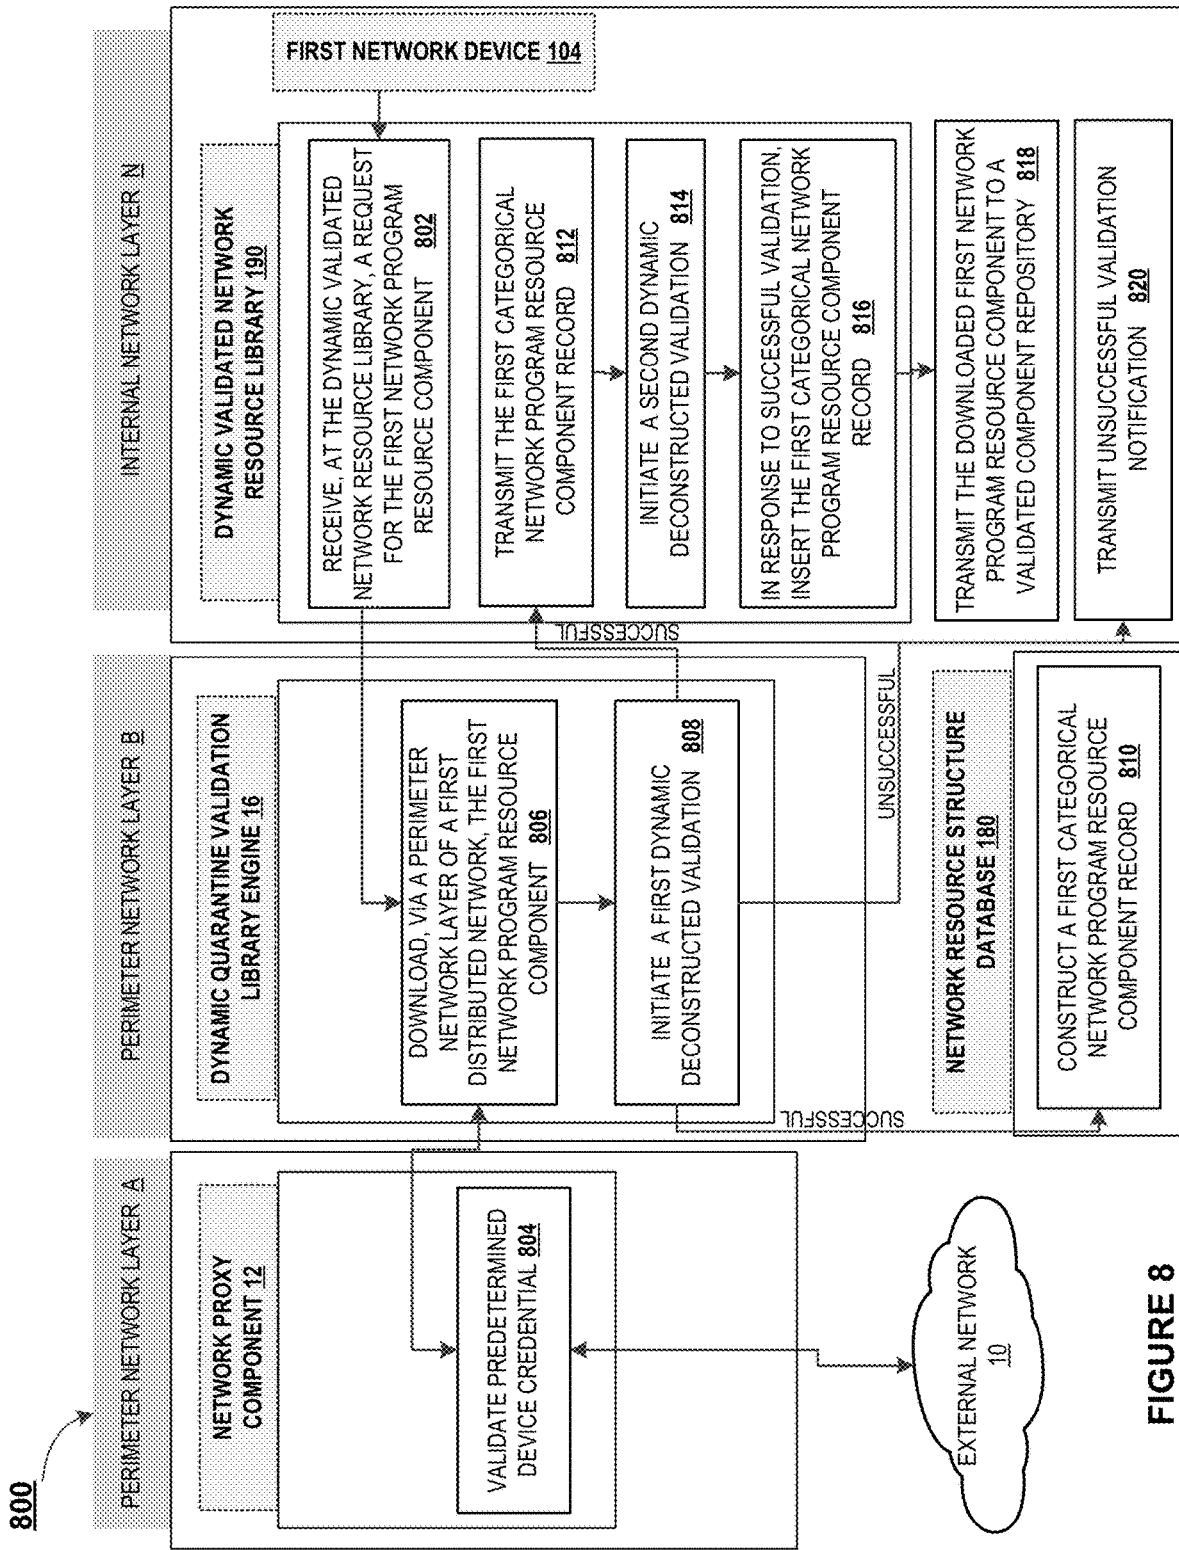 800
PERIMETER NETWORK LAYER A
NETWORK PROXY
COMPONENT 12
VALIDATE PREDETERMINED
DEVICE CREDENTIAL 804
EXTERNAL NETWORK
10
PERIMETER NETWORK LAYER B
DYNAMIC QUARANTINE VALIDATION
LIBRARY ENGINE 16
DOWNLOAD, VIA A PERIMETER
NETWORK LAYER OF A FIRST
DISTRIBUTED NETWORK, THE FIRST
NETWORK PROGRAM RESOURCE
COMPONENT 806
INITIATE A FIRST DYNAMIC
DECONSTRUCTED VALIDATION 808
SUCCESSFUL
SUCCESSFUL
UNSUCCESSFUL
NETWORK RESOURCE STRUCTURE
DATABASE 180
CONSTRUCT A FIRST CATEGORICAL
NETWORK PROGRAM RESOURCE
COMPONENT RECORD 810
INTERNAL NETWORK LAYER N
DYNAMIC VALIDATED NETWORK
RESOURCE LIBRARY 190
FIRST NETWORK DEVICE 104
RECEIVE, AT THE DYNAMIC VALIDATED
NETWORK RESOURCE LIBRARY, A REQUEST
FOR THE FIRST NETWORK PROGRAM
RESOURCE COMPONENT 802
TRANSMIT THE FIRST CATEGORICAL
NETWORK PROGRAM RESOURCE
COMPONENT RECORD 812
INITIATE A SECOND DYNAMIC
DECONSTRUCTED VALIDATION 814
IN RESPONSE TO SUCCESSFUL VALIDATION,
INSERT THE FIRST CATEGORICAL NETWORK
PROGRAM RESOURCE COMPONENT
RECORD 816
TRANSMIT THE DOWNLOADED FIRST NETWORK
PROGRAM RESOURCE COMPONENT TO A
VALIDATED COMPONENT REPOSITORY 818
TRANSMIT UNSUCCESSFUL VALIDATION
NOTIFICATION 820
FIGURE 8